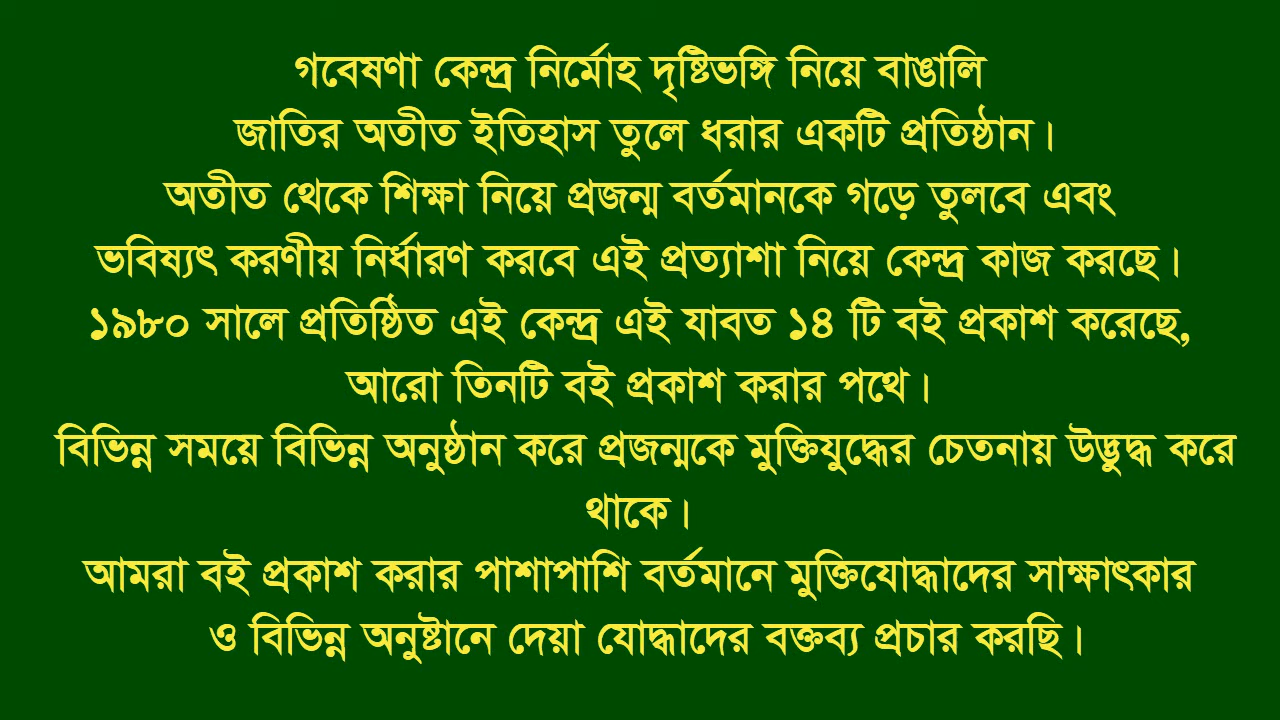 গবেষণা কেন্দ্র নির্মোহ দৃষ্টিভঙ্গি নিয়ে বাঙালি
জাতির অতীত ইতিহাস তুলে ধরার একটি প্রতিষ্ঠান।
অতীত থেকে শিক্ষা নিয়ে প্রজন্ম বর্তমানকে গড়ে তুলবে এবং
ভবিষ্যৎ করণীয় নির্ধারণ করবে এই প্রত্যাশা নিয়ে কেন্দ্র কাজ করছে।
১৯৮০ সালে প্রতিষ্ঠিত এই কেন্দ্র এই যাবত ১৪ টি বই প্রকাশ করেছে,
আরো তিনটি বই প্রকাশ করার পথে।
বিভিন্ন সময়ে বিভিন্ন অনুষ্ঠান করে প্রজন্মকে মুক্তিযুদ্ধের চেতনায় উদ্ভুদ্ধ করে
থাকে।
আমরা বই প্রকাশ করার পাশাপাশি বর্তমানে মুক্তিযোদ্ধাদের সাক্ষাৎকার
ও বিভিন্ন অনুষ্টানে দেয়া যোদ্ধাদের বক্তব্য প্রচার করছি।